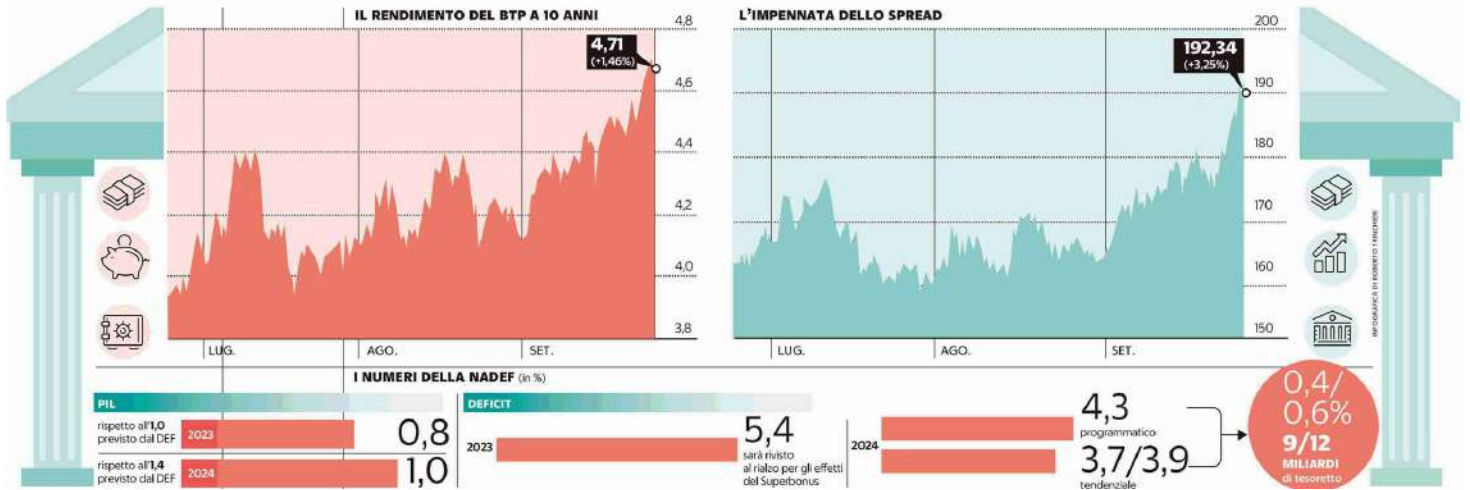 IL RENDIMENTO DEL BTP A 10 ANNI
4,8
4,71
(+1,46%)
4,6
4,4
4,2
4,0
3,8
LUG.
AGO.
SET.
L'IMPENNATA DELLO SPREAD
200
192,34
(+3,25%)
190
180
170
160
150
LUG.
AGO.
SET.
INFOGRAFICA DI ROBERTO
I NUMERI DELLA NADEF (in %)
PIL
rispetto all'1,0
previsto dal DEF
2023
0,8
rispetto all'1,4
previsto dal DEF
2024
1,0
DEFICIT
2023
5,4
sarà rivisto
al rialzo per gli effetti
del Superbonus
2024
4,3
programmatico
3,7/3,9
tendenziale
0,4/
0,6%
9/12
MILIARDI
di tesoretto